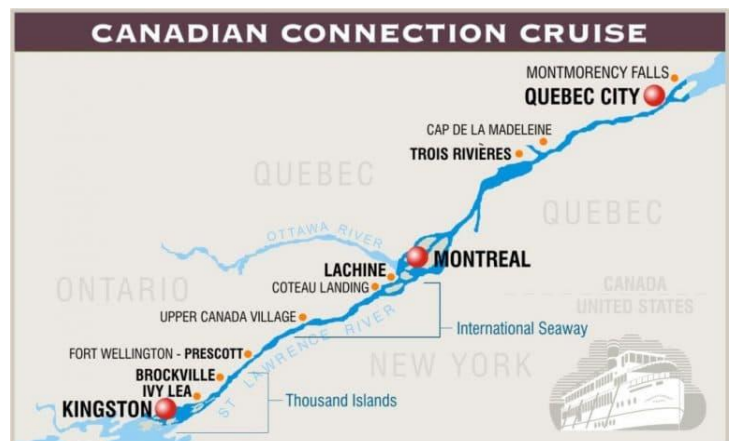 CANADIAN CONNECTION CRUISE
MONTMORENCY FALLS
QUEBEC CITY
CAP DE LA MADELEINE
TROIS RIVIÈRES
QUEBEC
QUEBEC
OTTAWA RIVER
MONTREAL
LACHINE
COTEAU LANDING
ONTARIO
CANADA
UNITED STATES
UPPER CANADA VILLAGE
International Seaway
ST. LAWRENCE RIVER
FORT WELLINGTON - PRESCOTT
NEW YORK
BROCKVILLE
IVY LEA
Thousand Islands
KINGSTON